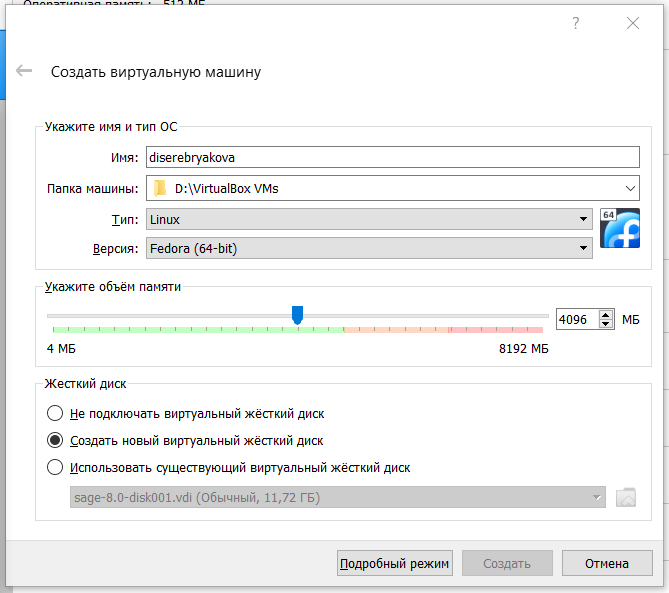 Оперативная память: 512 МБ
?
Создать виртуальную машину
Укажите имя и тип ОС
Имя: diserebryakova
Папка машины: D:\VirtualBox VMs
Тип: Linux
64
Версия: Fedora (64-bit)
Укажите объём памяти
4096 МБ
4 МБ 8192 МБ
Жесткий диск
Не подключать виртуальный жёсткий диск
Создать новый виртуальный жёсткий диск
Использовать существующий виртуальный жёсткий диск
sage-8.0-disk001.vdi (Обычный, 11,72 ГБ)
Подробный режим Создать Отмена